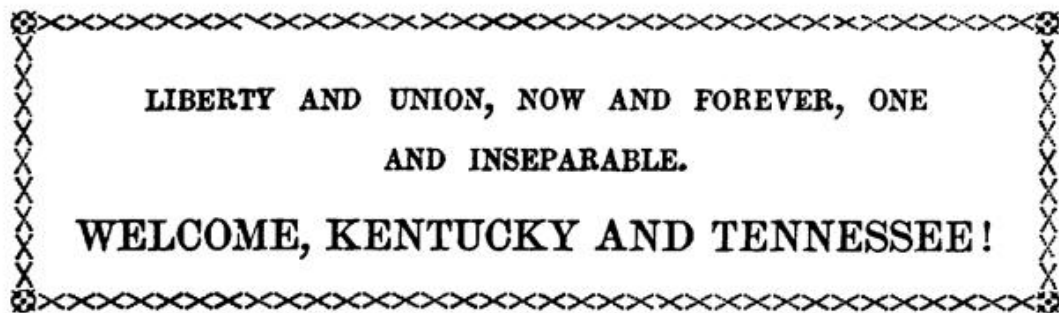 LIBERTY AND UNION, NOW AND FOREVER, ONE
AND INSEPARABLE.
WELCOME, KENTUCKY AND TENNESSEE!